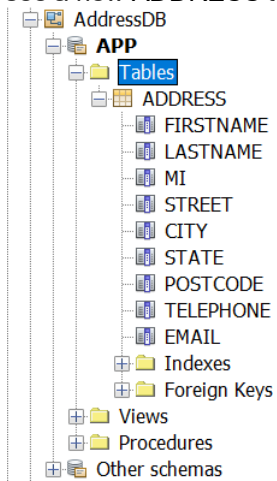 AddressDB
APP
Tables
ADDRESS
FIRSTNAME
LASTNAME
MI
STREET
CITY
STATE
POSTCODE
TELEPHONE
EMAIL
Indexes
Foreign Keys
Views
Procedures
Other schemas